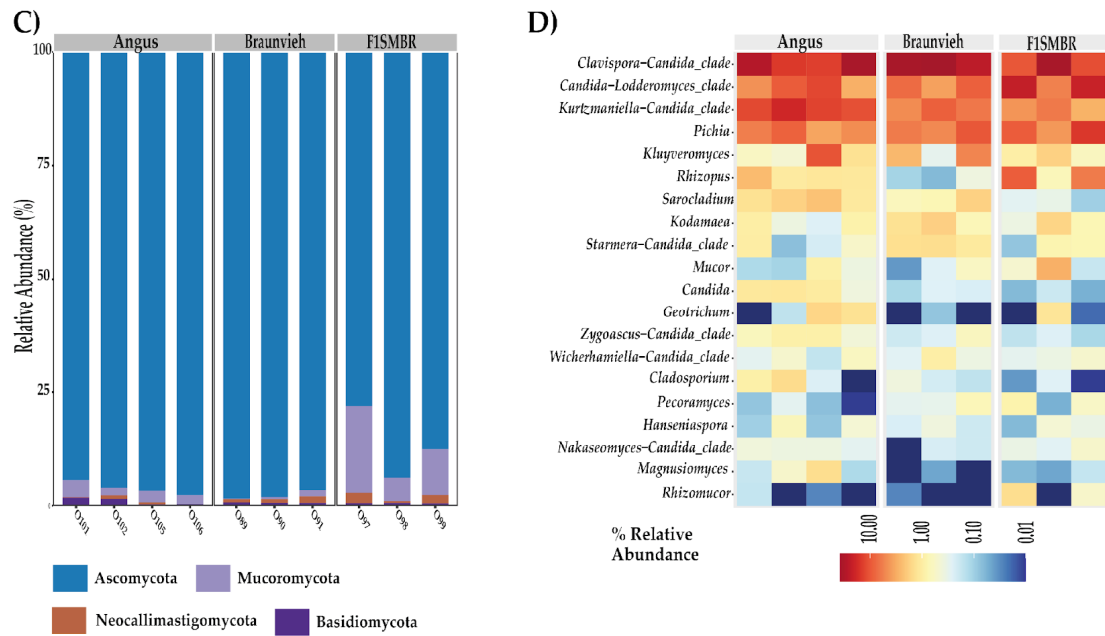 C)
Angus Braunvieh F1SMBR
100
75
50
25
Relative Abundance (%)
O101 O102 O105 O106 O90 O91 O97 O98 O99
Ascomycota Mucoromycota
Neocallimastigomycota Basidiomycota
D)
Angus Braunvieh F1SMBR
Clavispora-Candida_clade
Candida-Lodderomyces_clade
Kurtzmaniella-Candida_clade
Pichia
Kluyveromyces
Rhizopus
Sarocladium
Kodamaea
Starmera-Candida_clade
Mucor
Candida
Geotrichum
Zygoascus-Candida_clade
Wicherhamiella-Candida_clade
Cladosporium
Pecoramyces
Hanseniaspora
Nakaseomyces-Candida_clade
Magnusiomyces
Rhizomucor
% Relative
Abundance
10.00 1.00 0.10 0.01